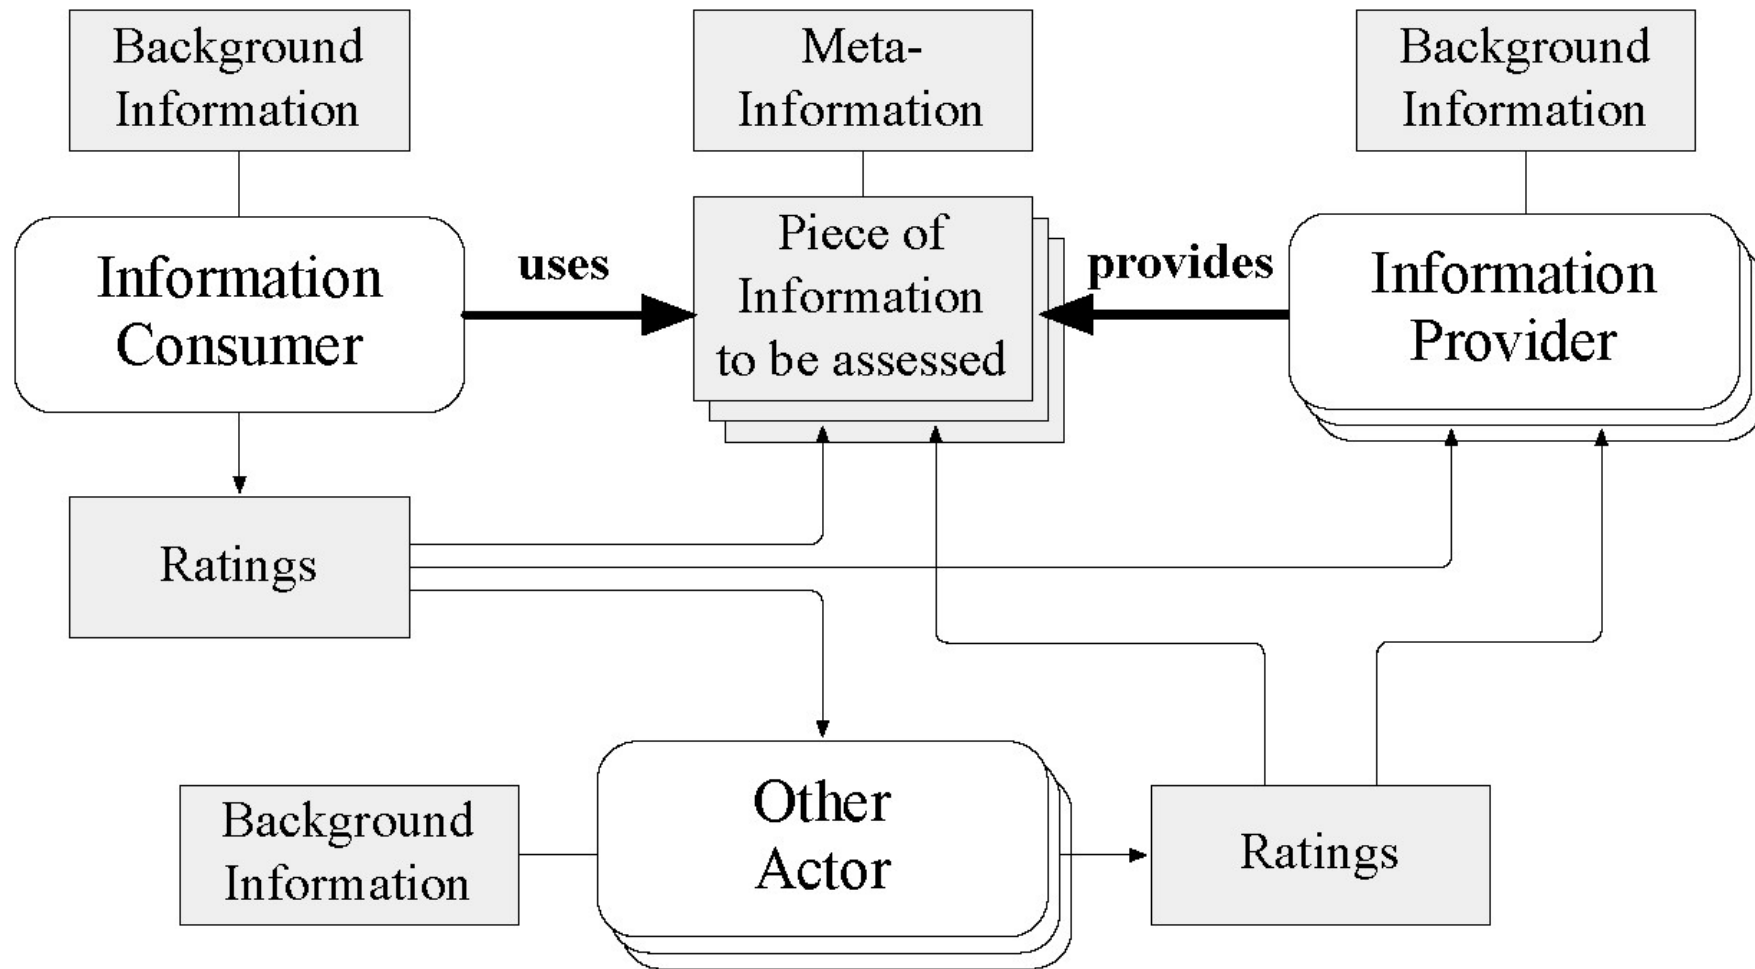 Background
Information
Meta-
Information
Background
Information
Information
Consumer
uses
Piece of
Information
to be assessed
provides
Information
Provider
Ratings
Background
Information
Other
Actor
Ratings